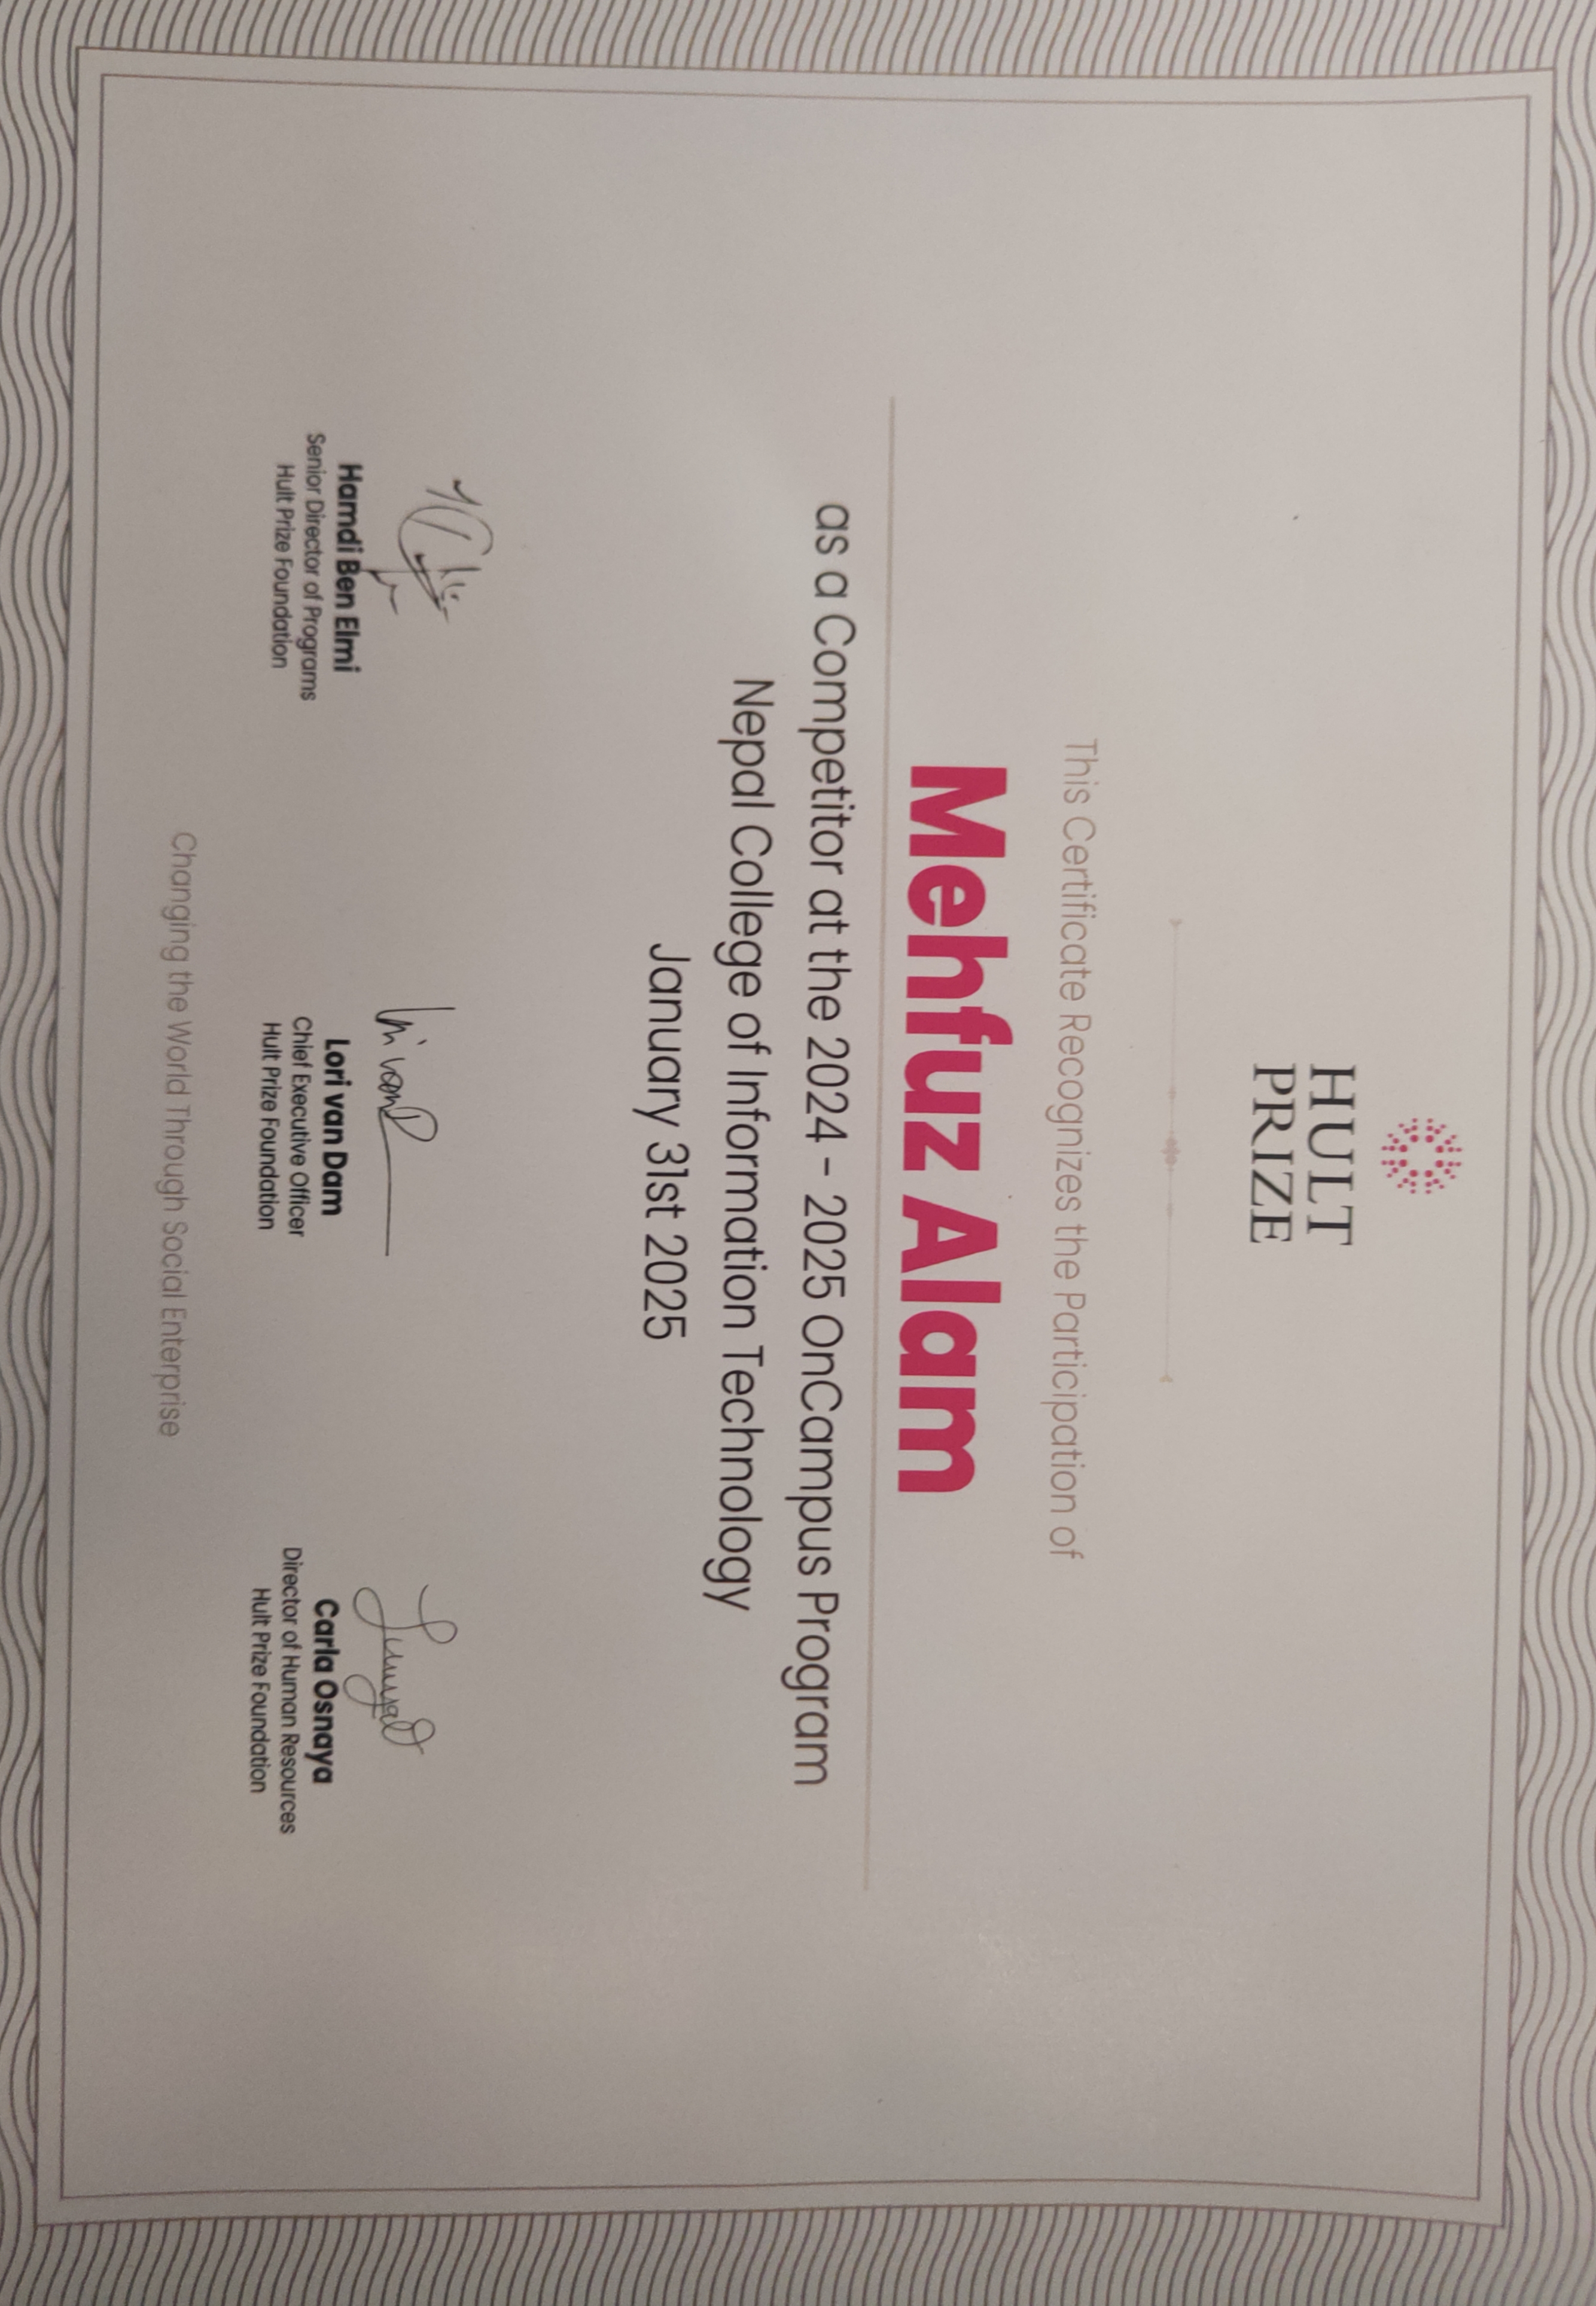 HULT
PRIZE
This Certificate Recognizes the Participation of
Mehfuz Alam
as a Competitor at the 2024 - 2025 OnCampus Program
Nepal College of Information Technology
January 31st 2025
Hamdi Ben Elmi
Senior Director of Programs
Hult Prize Foundation
Lori van Dam
Chief Executive Officer
Hult Prize Foundation
Carla Osnaya
Director of Human Resources
Hult Prize Foundation
Changing the World Through Social Enterprise